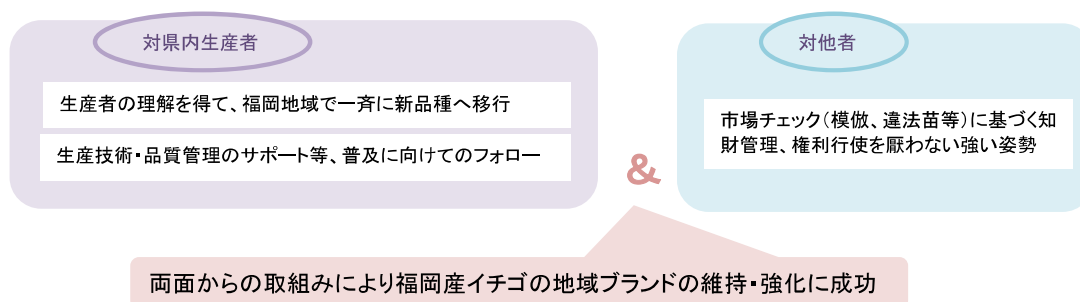 対県内生産者
生産者の理解を得て、福岡地域で一斉に新品種へ移行
生産技術・品質管理のサポート等、普及に向けてのフォロー
&
対他者
市場チェック(模倣、違法苗等)に基づく知
財管理、権利行使を厭わない強い姿勢
両面からの取組みにより福岡産イチゴの地域ブランドの維持・強化に成功